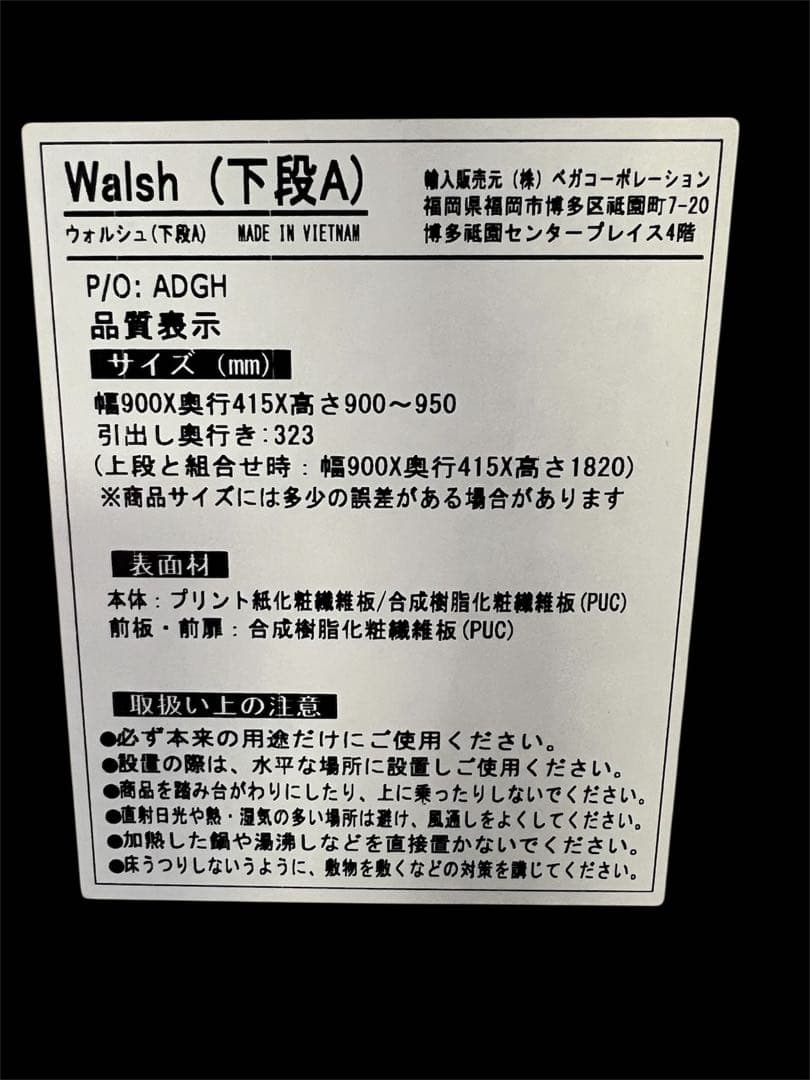 Walsh (下段A)
ウォルシュ(下段A) MADE IN VIETNAM
輸入販売元 (株) ベガコーポレーション
福岡県福岡市博多区祇園町7-20
博多祗園センタープレイス4階
P/O: ADGH
品質表示
サイズ (mm)
幅900X奥行415X高さ900～950
引出し奥行き:323
(上段と組合せ時：幅900X奥行415X高さ1820)
※商品サイズには多少の誤差がある場合があります
表面材
本体：プリント紙化粧繊維板/合成樹脂化粧繊維板(PUC)
前板・前扉：合成樹脂化粧繊維板(PUC)
取扱い上の注意
●必ず本来の用途だけにご使用ください。
●設置の際は、水平な場所に設置しご使用ください。
●商品を踏み台がわりにしたり、上に乗ったりしないでください。
●直射日光や熱・湿気の多い場所は避け、風通しをよくしてください。
●加熱した鍋や湯沸しなどを直接置かないでください。
●床うつりしないうように、敷物を敷くなどの対策を講じてください。